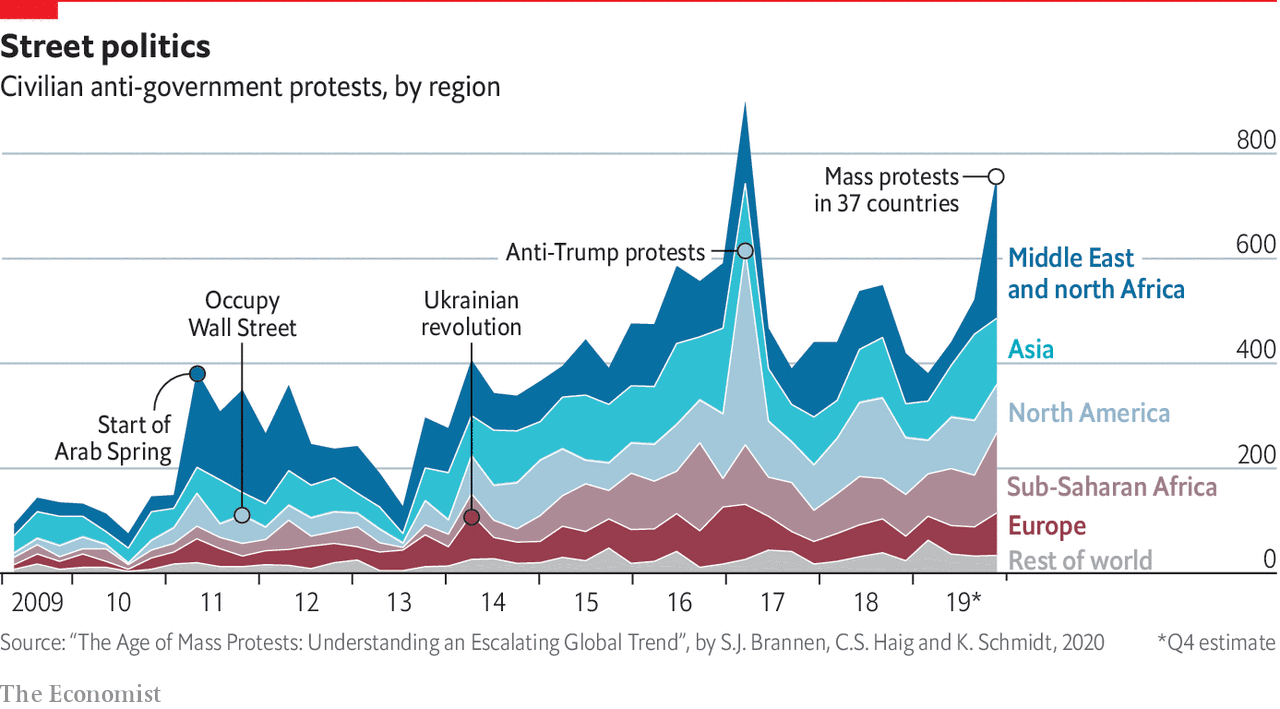 Street politics
Civilian anti-government protests, by region
800
Mass protests
in 37 countries
600
Anti-Trump protests
Middle East
and north Africa
Occupy
Wall Street
Ukrainian
revolution
Asia
400
North America
Start of
Arab Spring
200
Sub-Saharan Africa
Europe
Rest of world
0
2009 10 11 12 13 14 15 16 17 18 19*
Source: “The Age of Mass Protests: Understanding an Escalating Global Trend”, by S.J. Brannen, C.S. Haig and K. Schmidt, 2020 *Q4 estimate
The Economist